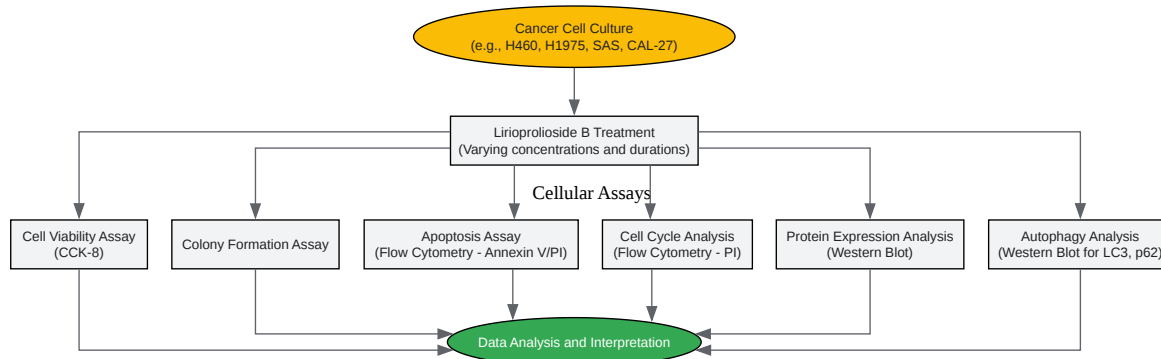 Cancer Cell Culture
(e.g., H460, H1975, SAS, CAL-27)
Lirioprolioside B Treatment
(Varying concentrations and durations)
Cellular Assays
Cell Viability Assay
(CCK-8)
Colony Formation Assay
Apoptosis Assay
(Flow Cytometry - Annexin V/PI)
Cell Cycle Analysis
(Flow Cytometry - PI)
Protein Expression Analysis
(Western Blot)
Autophagy Analysis
(Western Blot for LC3, p62)
Data Analysis and Interpretation